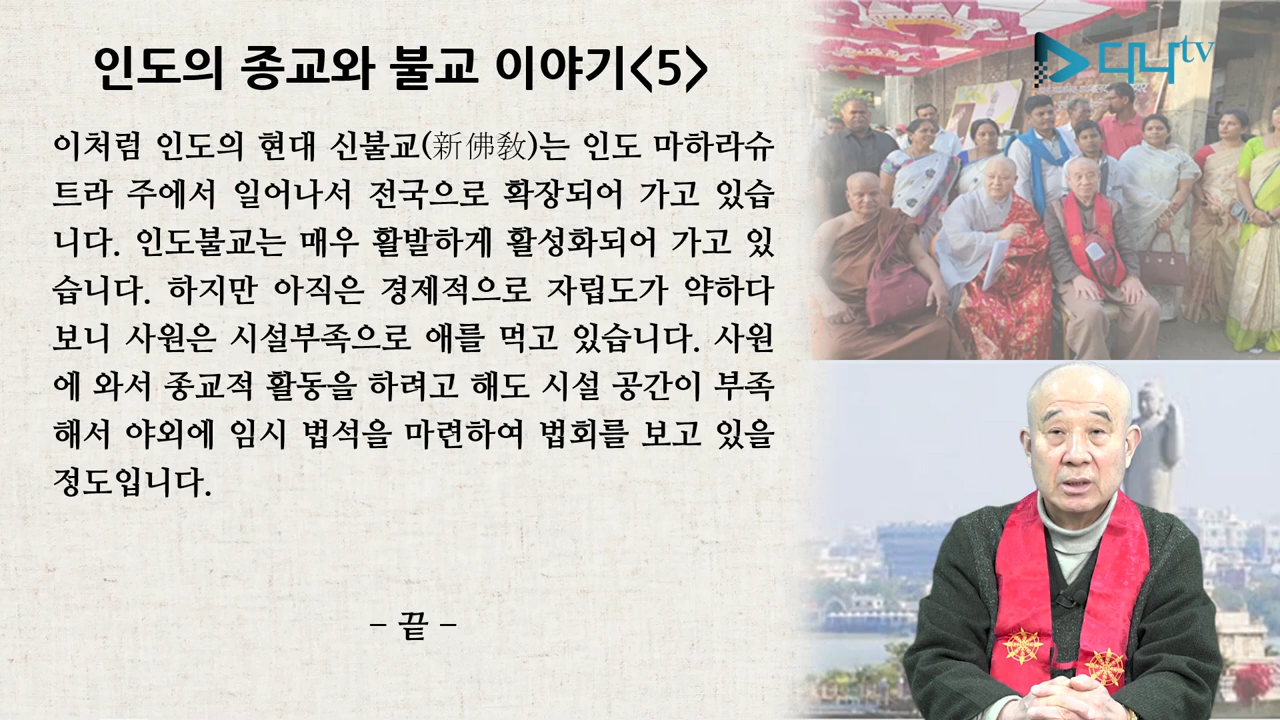 인도의 종교와 불교 이야기<5>
이처럼 인도의 현대 신불교(新佛敎)는 인도 마하라슈
트라 주에서 일어나서 전국으로 확장되어 가고 있습
니다. 인도불교는 매우 활발하게 활성화되어 가고 있
습니다. 하지만 아직은 경제적으로 자립도가 약하다
보니 사원은 시설부족으로 애를 먹고 있습니다. 사원
에 와서 종교적 활동을 하려고 해도 시설 공간이 부족
해서 야외에 임시 법석을 마련하여 법회를 보고 있을
정도입니다.
– 끝 –
tv